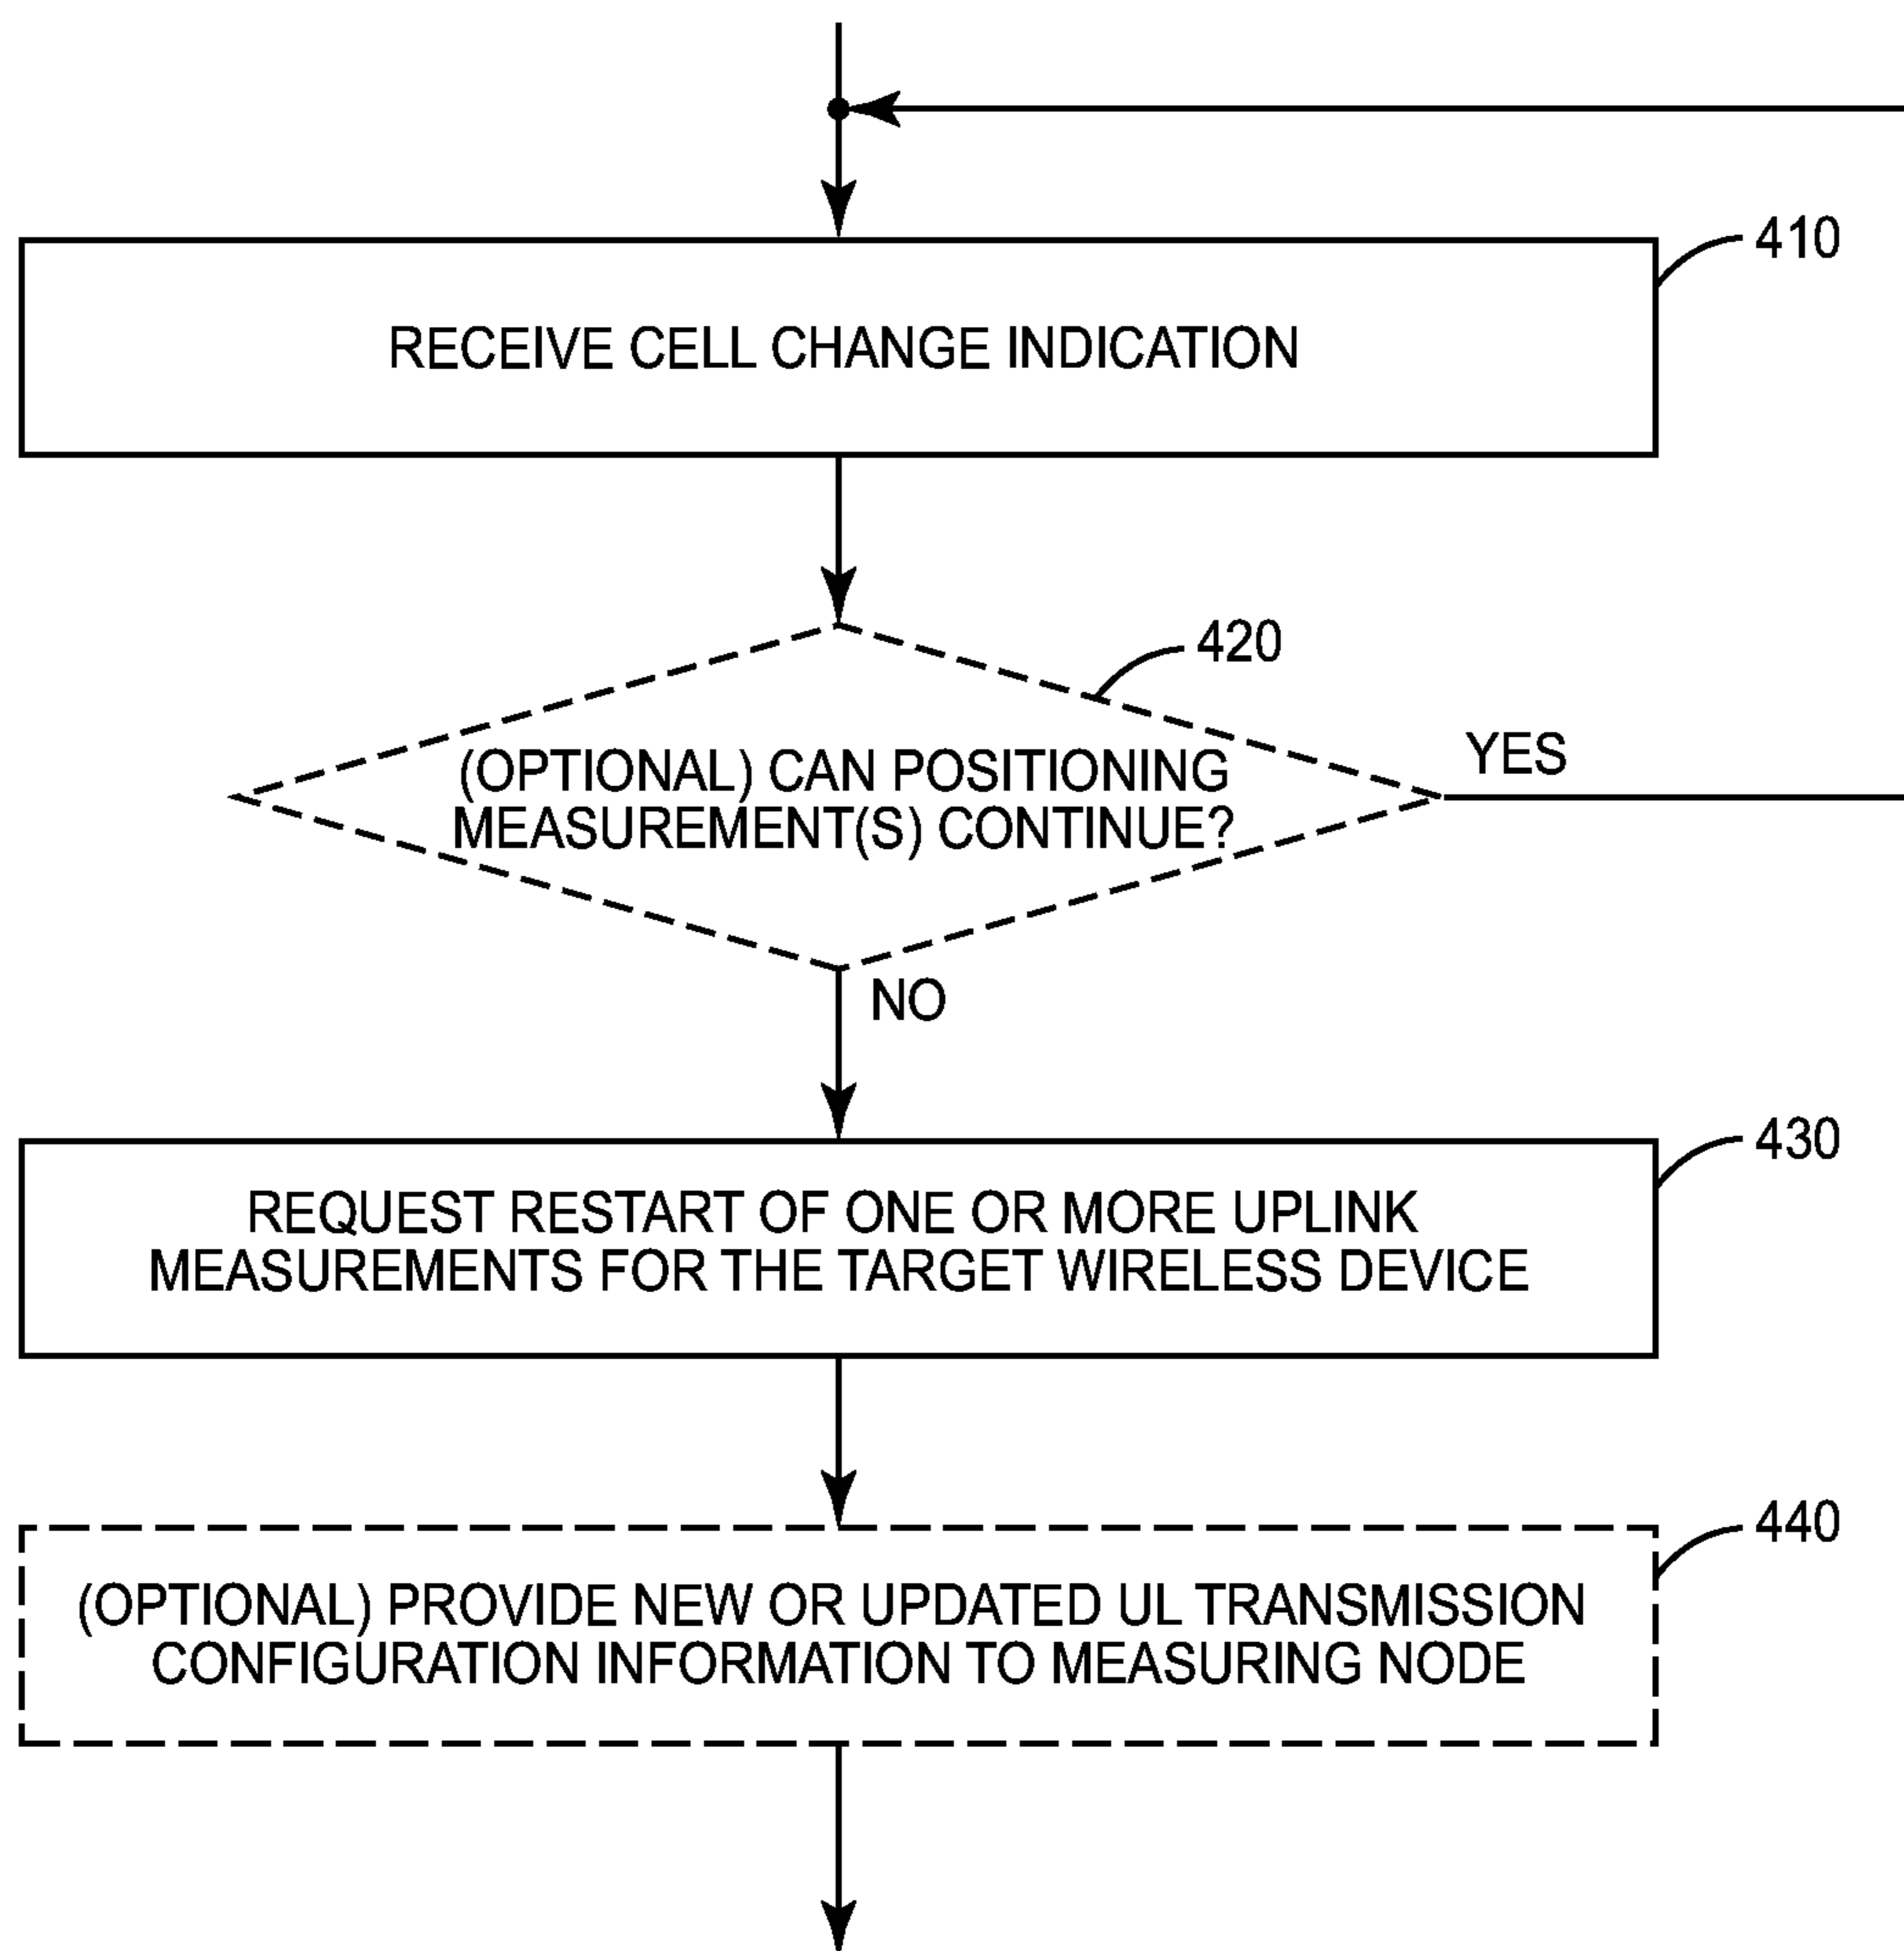 410
RECEIVE CELL CHANGE INDICATION
420
(OPTIONAL) CAN POSITIONING
MEASUREMENT(S) CONTINUE?
YES
NO
430
REQUEST RESTART OF ONE OR MORE UPLINK
MEASUREMENTS FOR THE TARGET WIRELESS DEVICE
440
(OPTIONAL) PROVIDE NEW OR UPDATED UL TRANSMISSION
CONFIGURATION INFORMATION TO MEASURING NODE